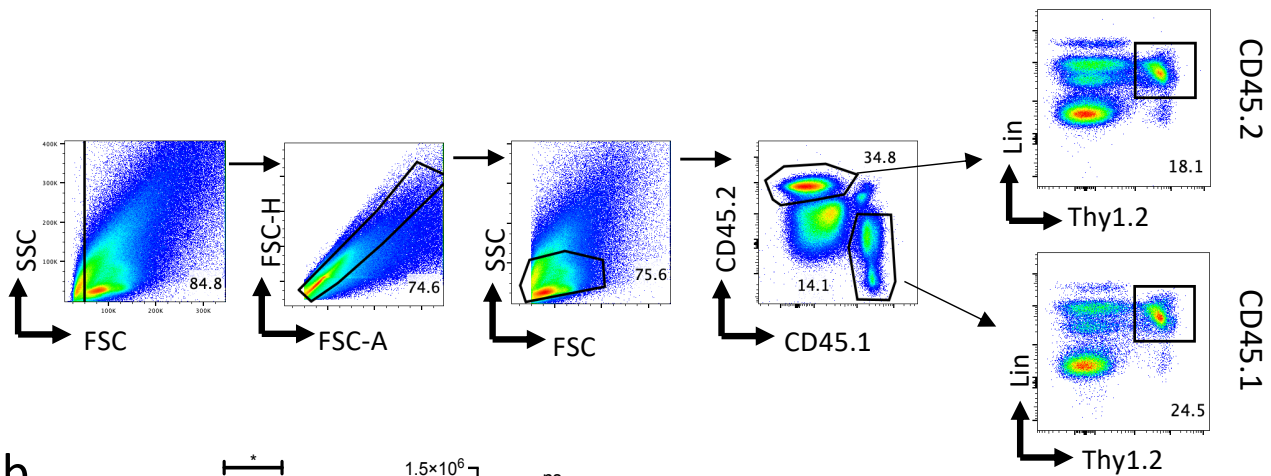 SSC
400K
300K
200K
100K
84.8
100K
200K
300K
FSC
FSC-H
74.6
FSC-A
SSC
75.6
FSC
CD45.2
34.8
14.1
CD45.1
Lin
18.1
Thy1.2
CD45.2
Lin
24.5
Thy1.2
CD45.1
b
*
1.5×10⁶